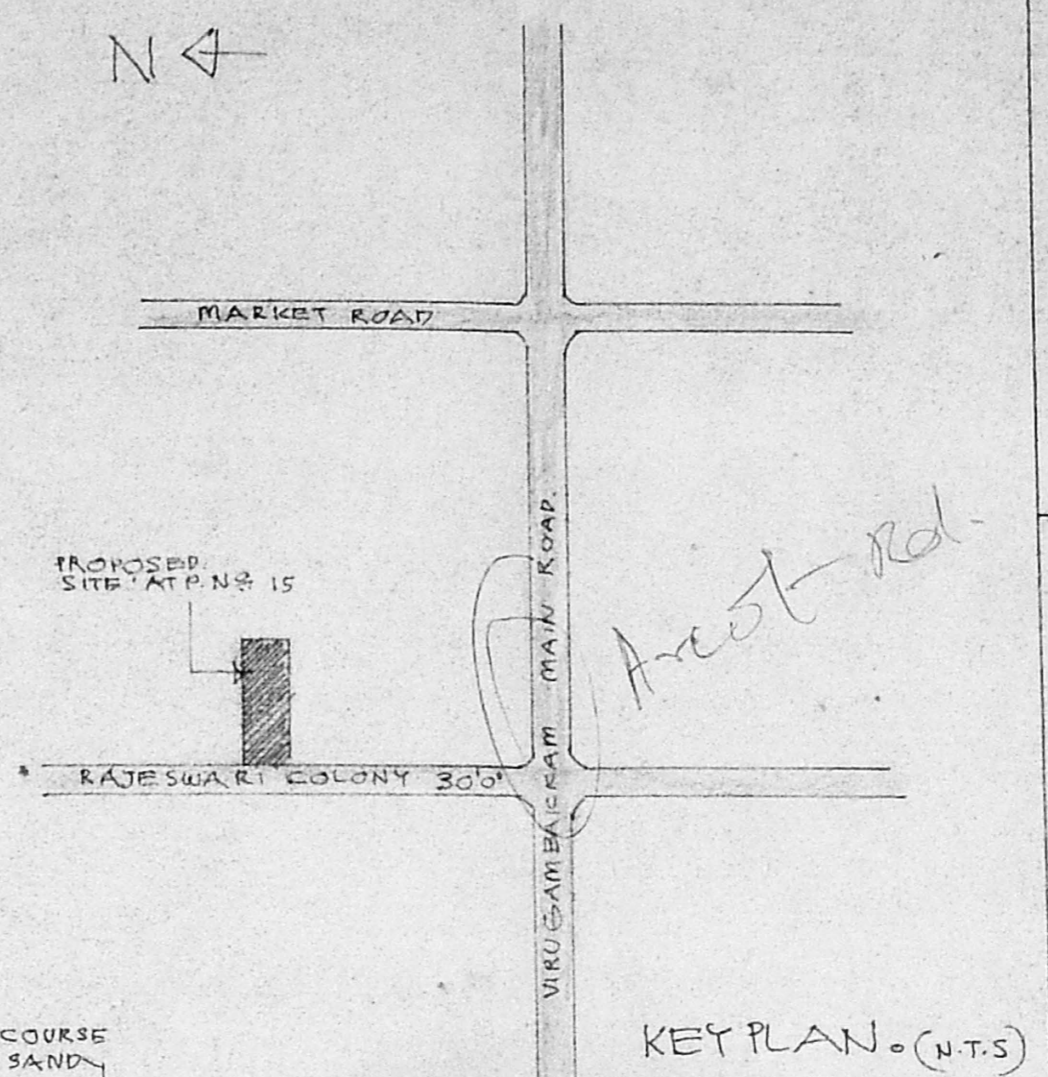 N
MARKET ROAD
PROPOSED.
SITE AT P. NO. 15
VIRUGAMBAKKAM MAIN ROAD.
Arcot Rd.
RAJESWARI COLONY 30'0"
COURSE
SAND
KEY PLAN. (N.T.S)